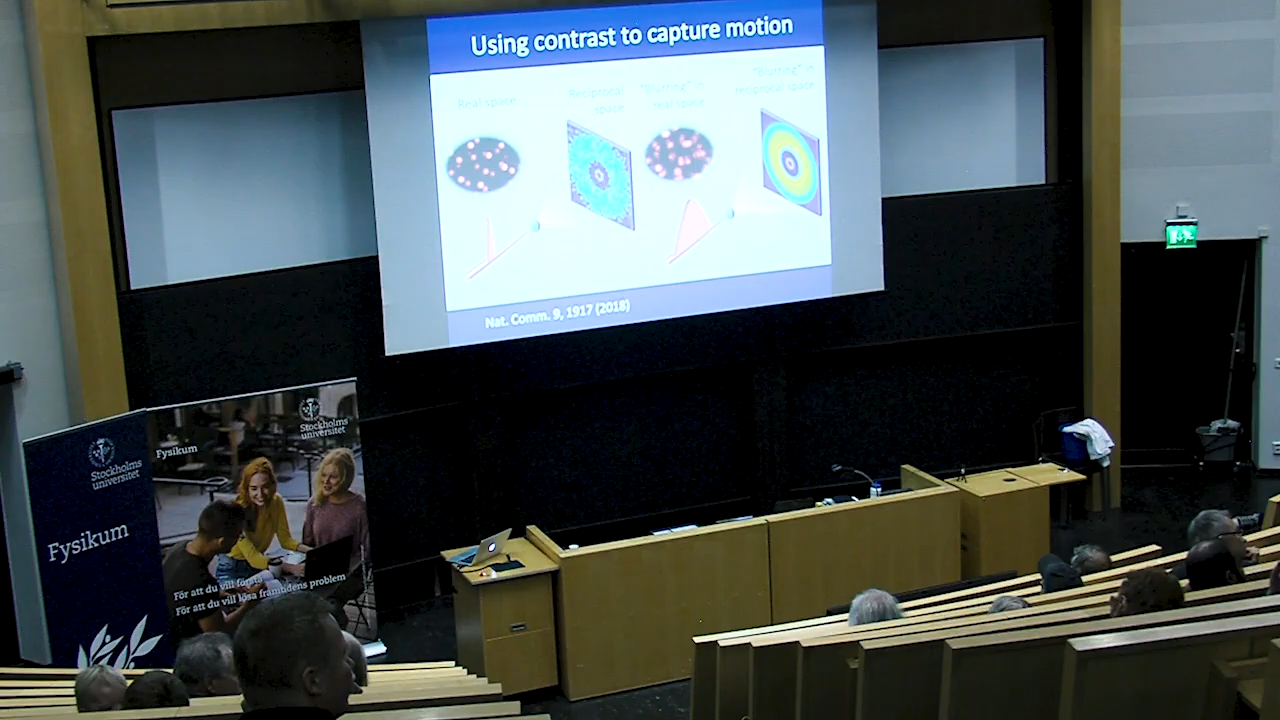 Using contrast to capture motion
Real space
Reciprocal
space
"Blurring" in
real space
"Blurring" in
reciprocal space
Nat. Comm. 9, 1917 (2018)
Stockholms
universitet
Fysikum
Stockholms
universitet
Fysikum
För att du vill förstå
För att du vill lösa framtidens problem